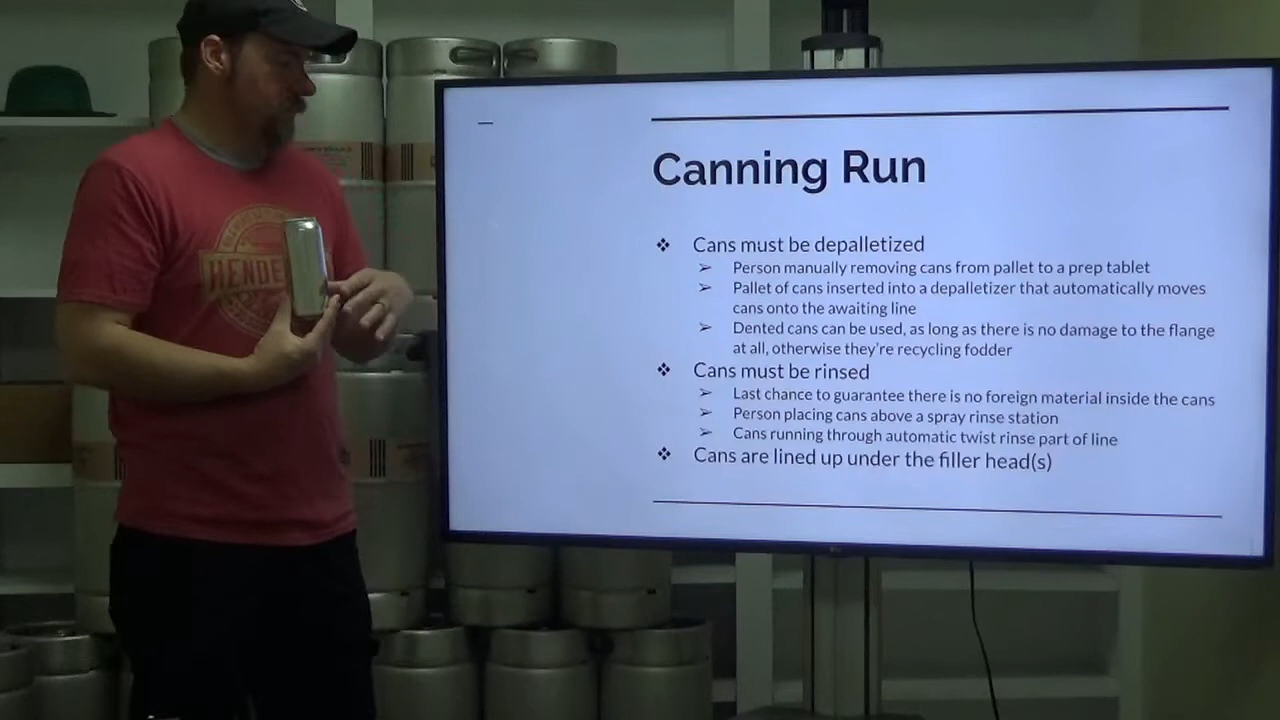 Canning Run
❖ Cans must be depalletized
➢ Person manually removing cans from pallet to a prep tablet
➢ Pallet of cans inserted into a depalletizer that automatically moves
cans onto the awaiting line
➢ Dented cans can be used, as long as there is no damage to the flange
at all, otherwise they're recycling fodder
❖ Cans must be rinsed
➢ Last chance to guarantee there is no foreign material inside the cans
➢ Person placing cans above a spray rinse station
➢ Cans running through automatic twist rinse part of line
❖ Cans are lined up under the filler head(s)